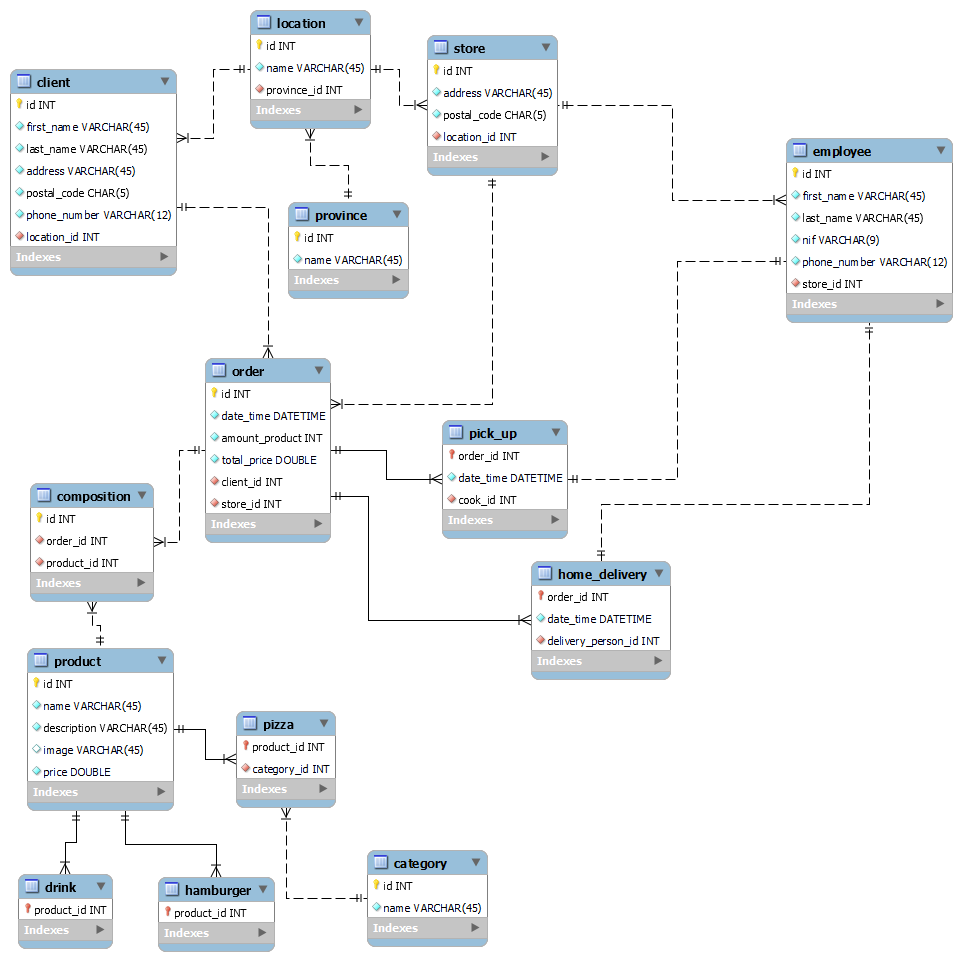 location
id INT
name VARCHAR(45)
province_id INT
Indexes
store
id INT
address VARCHAR(45)
postal_code CHAR(5)
location_id INT
Indexes
client
id INT
first_name VARCHAR(45)
last_name VARCHAR(45)
address VARCHAR(45)
postal_code CHAR(5)
phone_number VARCHAR(12)
location_id INT
Indexes
employee
id INT
first_name VARCHAR(45)
last_name VARCHAR(45)
nif VARCHAR(9)
phone_number VARCHAR(12)
store_id INT
Indexes
province
id INT
name VARCHAR(45)
Indexes
order
id INT
date_time DATETIME
amount_product INT
total_price DOUBLE
client_id INT
store_id INT
Indexes
pick_up
order_id INT
date_time DATETIME
cook_id INT
Indexes
composition
id INT
order_id INT
product_id INT
Indexes
home_delivery
order_id INT
date_time DATETIME
delivery_person_id INT
Indexes
product
id INT
name VARCHAR(45)
description VARCHAR(45)
image VARCHAR(45)
price DOUBLE
Indexes
pizza
product_id INT
category_id INT
Indexes
category
id INT
name VARCHAR(45)
Indexes
drink
product_id INT
Indexes
hamburger
product_id INT
Indexes